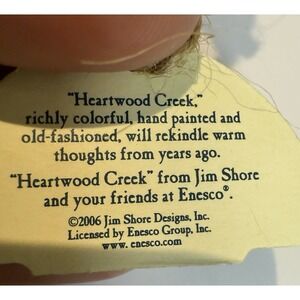 "Heartwood Creek,"
richly colorful, hand painted and
old-fashioned, will rekindle warm
thoughts from years ago.
"Heartwood Creek" from Jim Shore
and your friends at Enesco®.
©2006 Jim Shore Designs, Inc.
Licensed by Enesco Group, Inc.
www.enesco.com